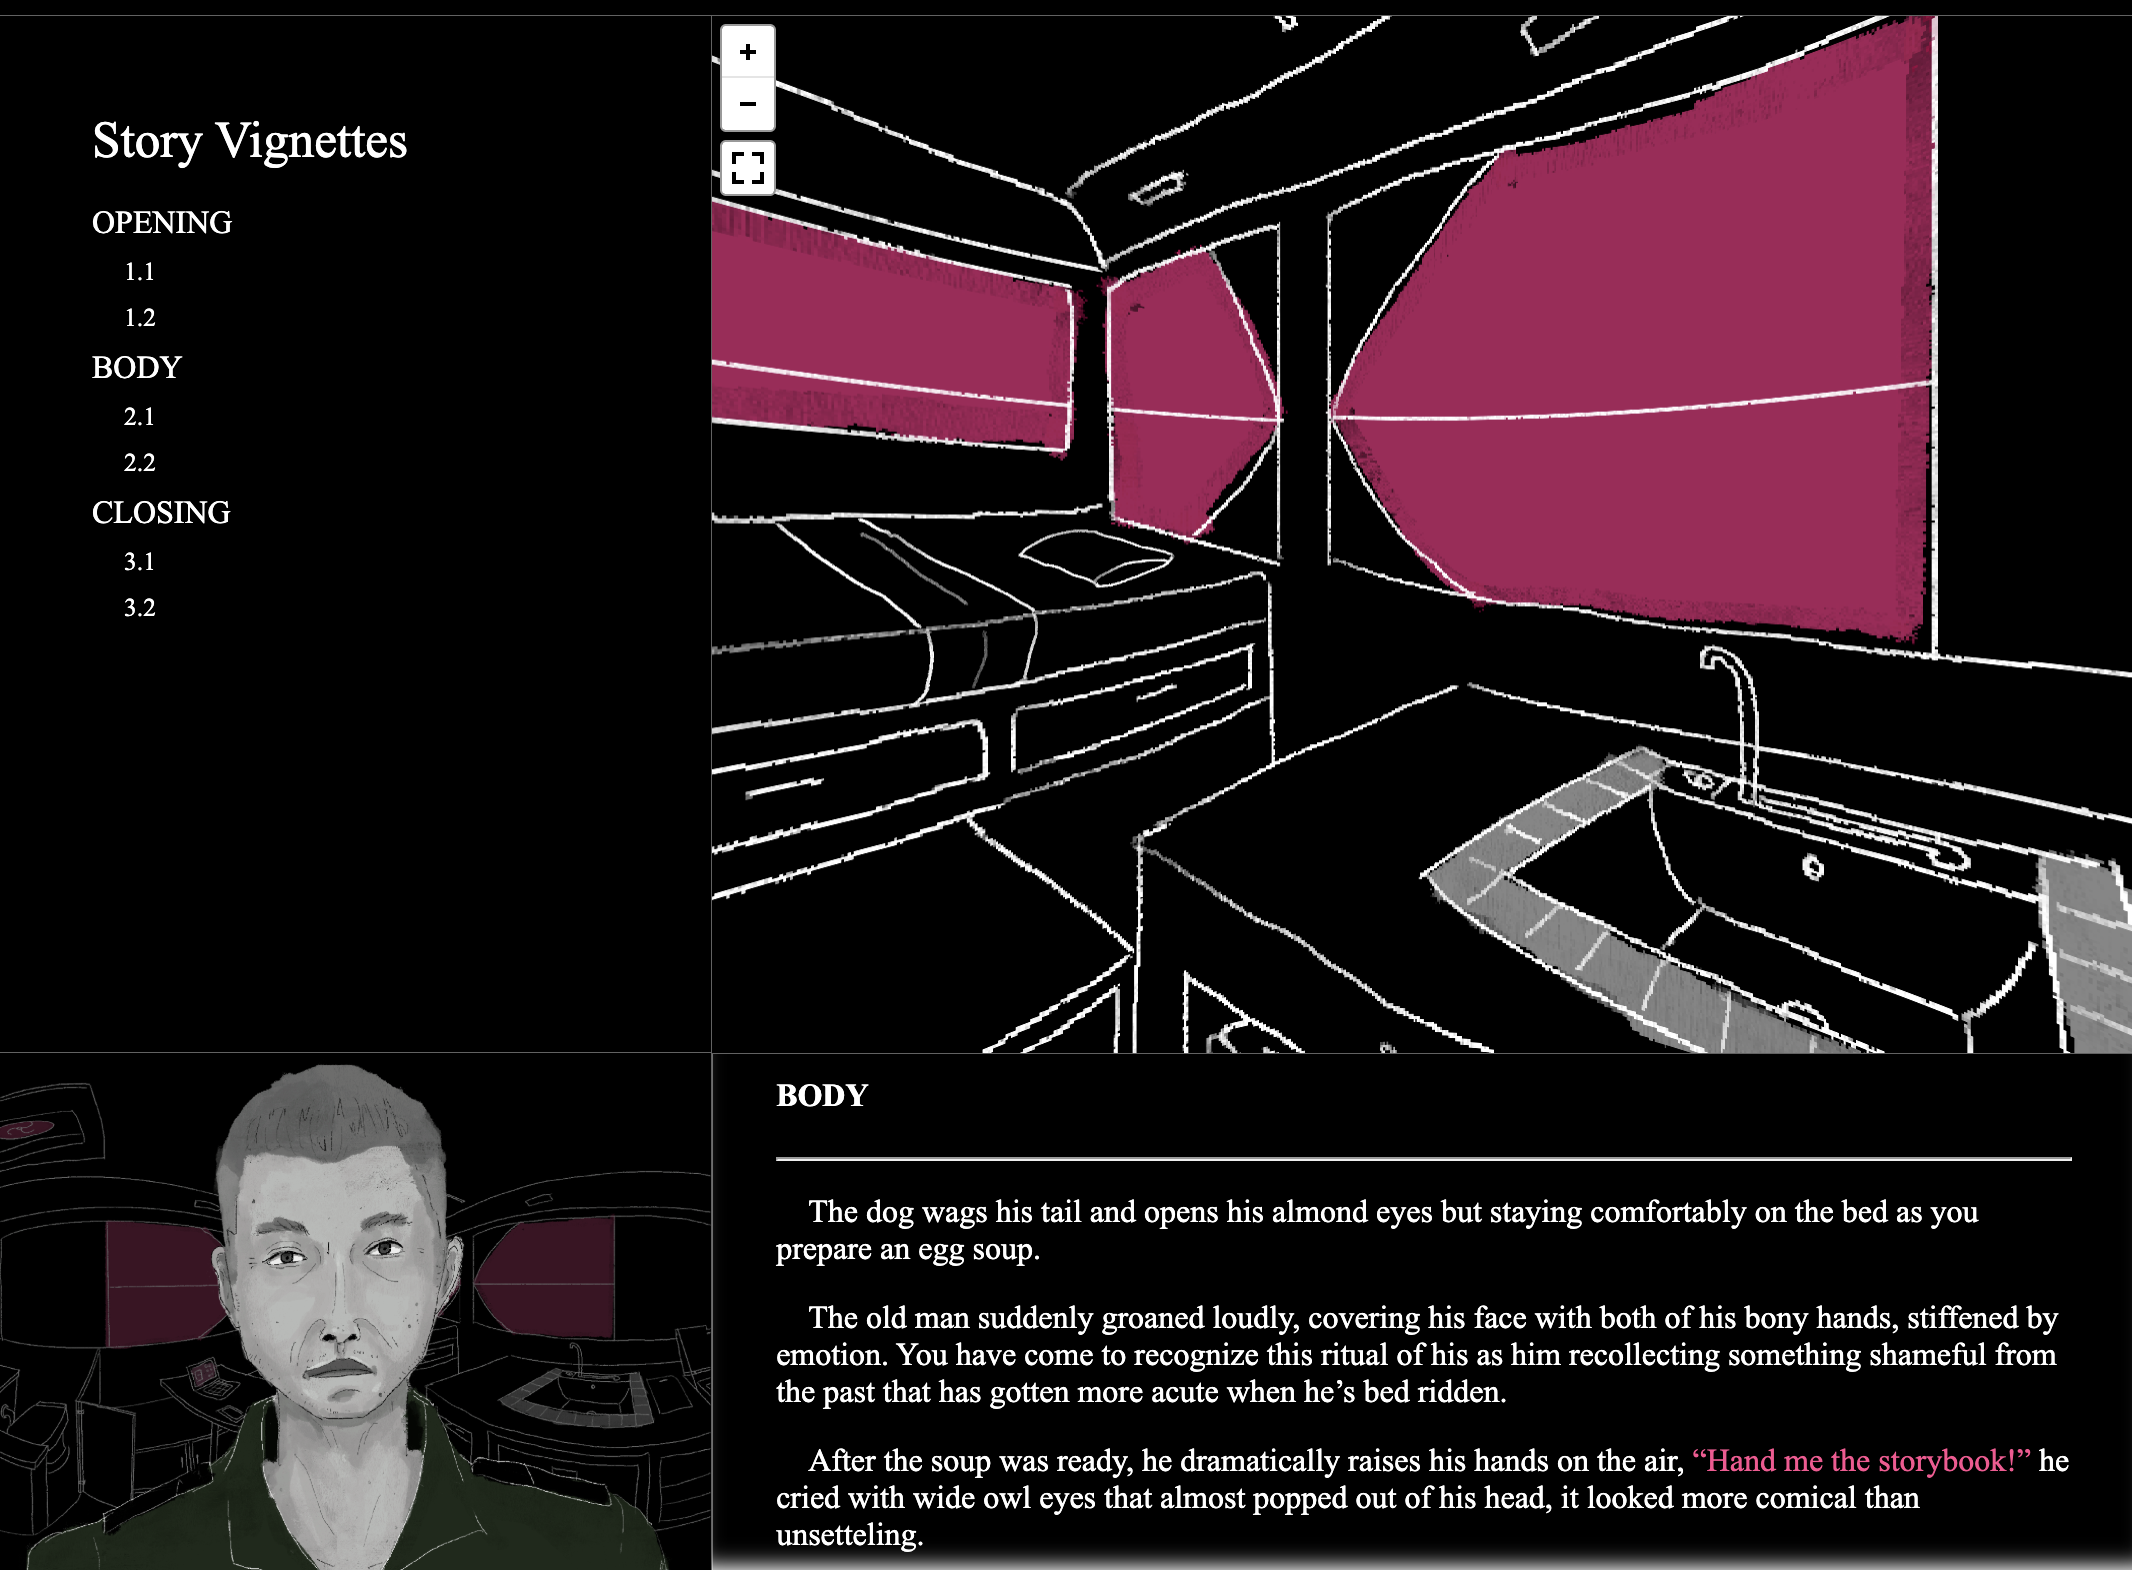 Story Vignettes
OPENING
1.1
1.2
BODY
2.1
2.2
CLOSING
3.1
3.2
+
−
BODY
The dog wags his tail and opens his almond eyes but staying comfortably on the bed as you
prepare an egg soup.
The old man suddenly groaned loudly, covering his face with both of his bony hands, stiffened by
emotion. You have come to recognize this ritual of his as him recollecting something shameful from
the past that has gotten more acute when he’s bed ridden.
After the soup was ready, he dramatically raises his hands on the air, “Hand me the storybook!” he
cried with wide owl eyes that almost popped out of his head, it looked more comical than
unsetteling.